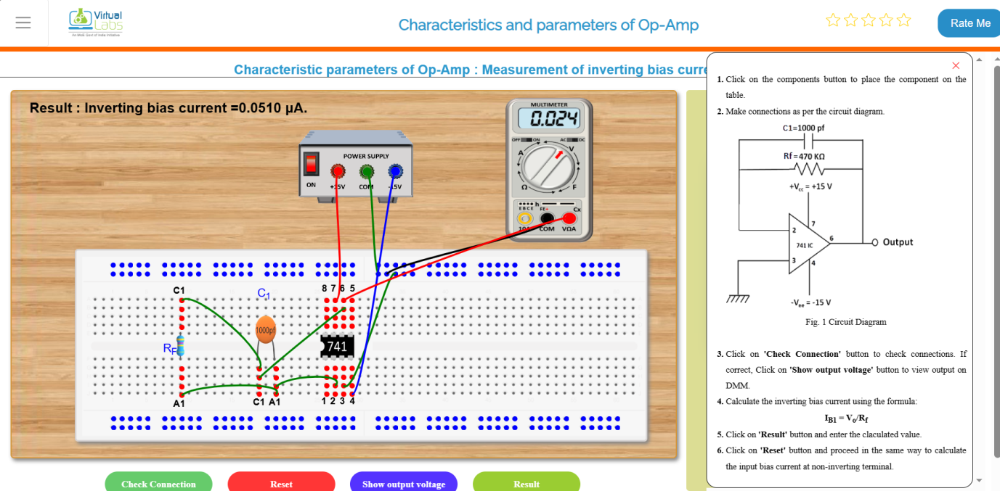 Virtual
Labs
An MoE Govt of India Initiative
Characteristics and parameters of Op-Amp
Rate Me
Characteristic parameters of Op-Amp : Measurement of inverting bias curre
Result : Inverting bias current =0.0510 µA.
POWER SUPPLY
ON
+15V
COM
-15V
MULTIMETER
0.024
OFF ON
AC DC
A
V
Ω
F
h
E B C E
FE+
Cx
10A
COM
VΩA
C1
C1
8 7 6 5
RF
1000pf
741
A1
C1 A1
1 2 3 4
Check Connection
Reset
Show output voltage
Result
1. Click on the components button to place the component on the
table.
2. Make connections as per the circuit diagram.
C1=1000 pf
Rf=470 KΩ
+Vcc = +15 V
7
2
741 IC
6
Output
3
4
-Vee = -15 V
Fig. 1 Circuit Diagram
3. Click on 'Check Connection' button to check connections. If
correct, Click on 'Show output voltage' button to view output on
DMM.
4. Calculate the inverting bias current using the formula:
IB1 = Vo/Rf
5. Click on 'Result' button and enter the claculated value.
6. Click on 'Reset' button and proceed in the same way to calculate
the input bias current at non-inverting terminal.